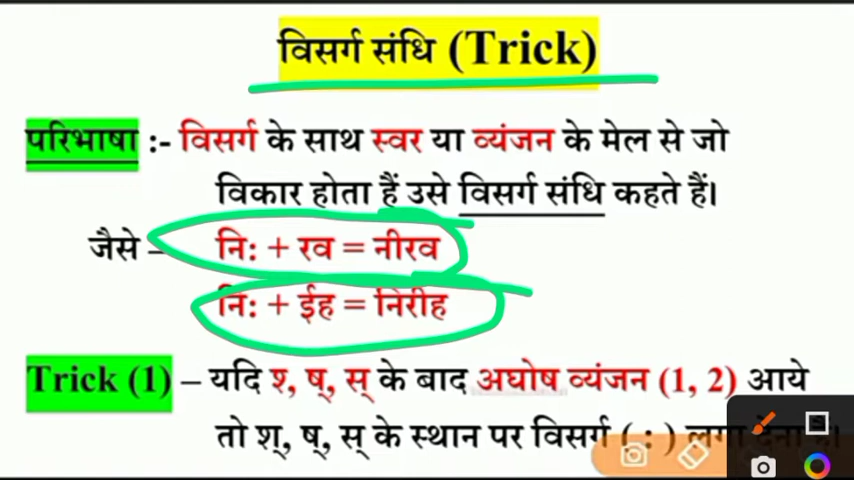 विसर्ग संधि (Trick)
परिभाषा :- विसर्ग के साथ स्वर या व्यंजन के मेल से जो
विकार होता हैं उसे विसर्ग संधि कहते हैं।
जैसे – नि: + रव = नीरव
नि: + ईह = निरीह
Trick (1) – यदि श्, ष्, स् के बाद अघोष व्यंजन (1, 2) आये
तो श्, ष्, स् के स्थान पर विसर्ग ( : ) लगा देना है।